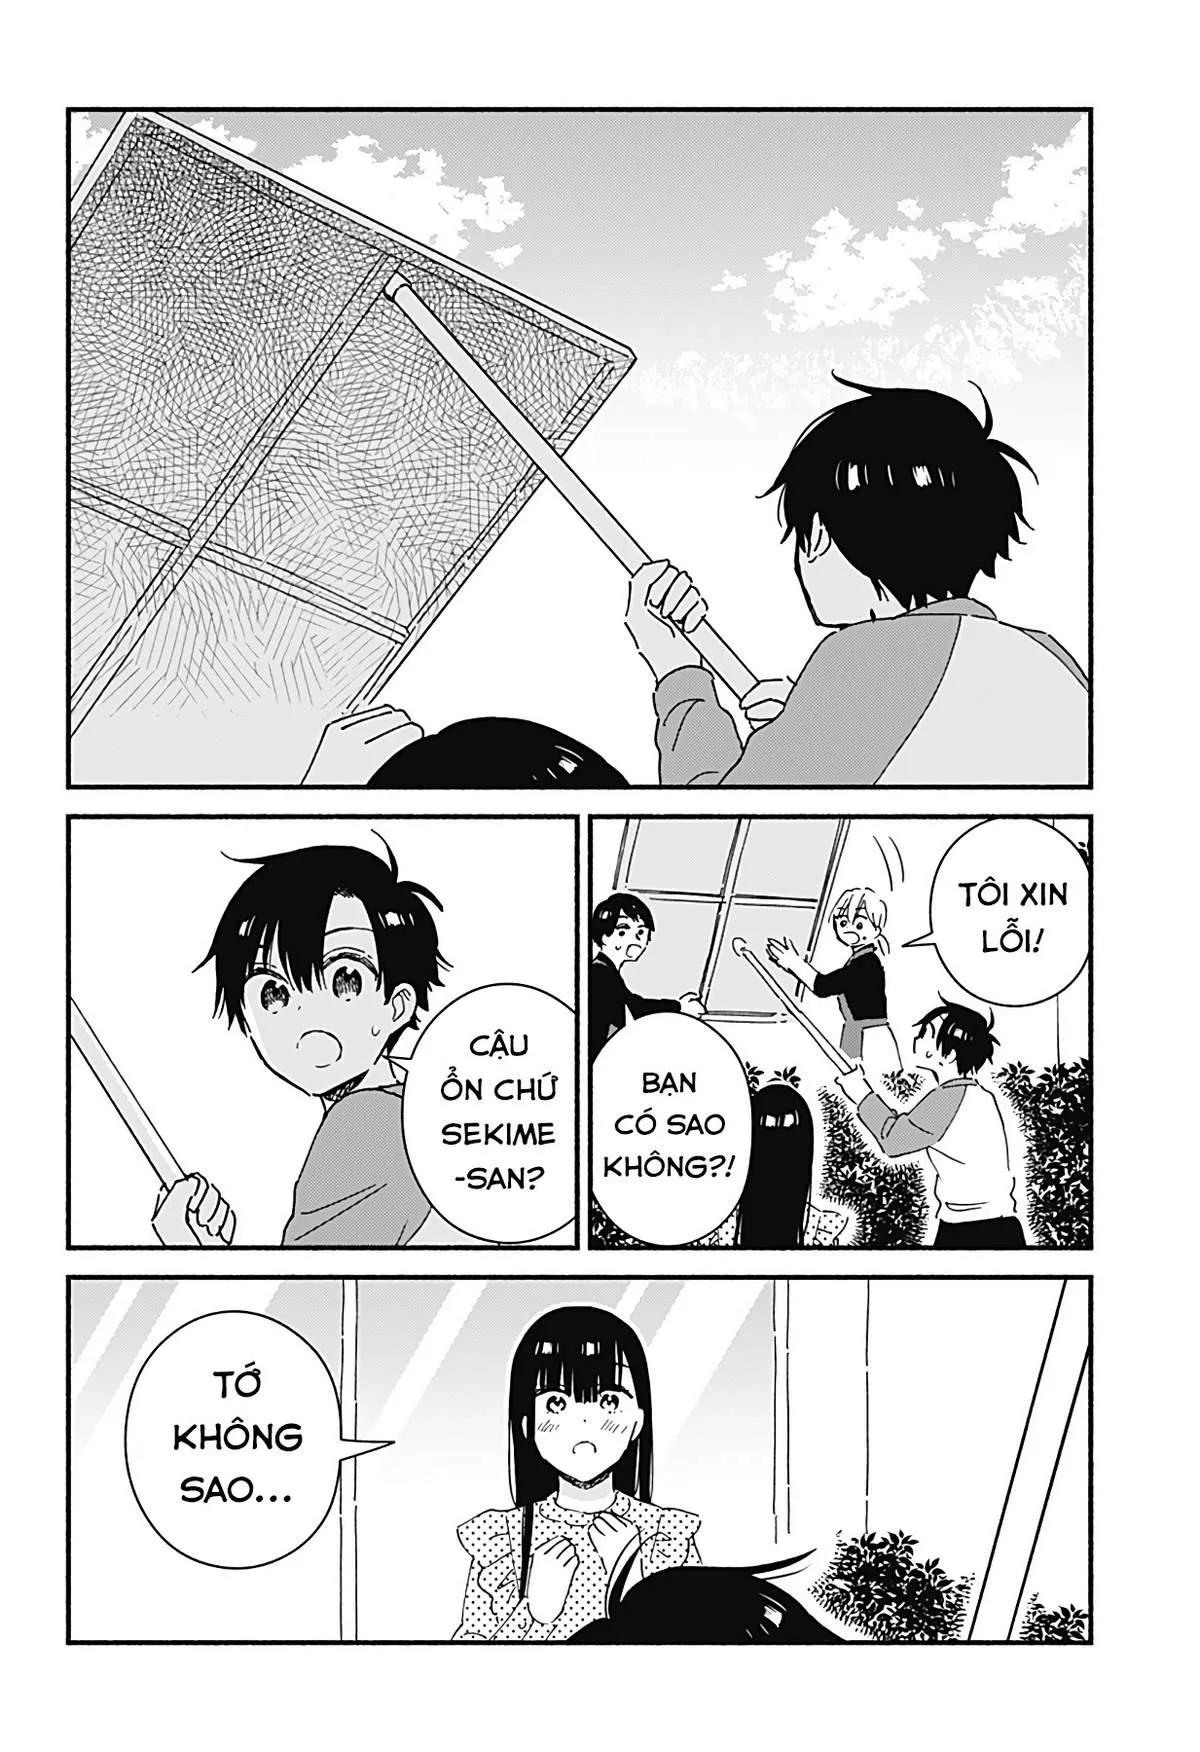 TÔI XIN
LỖI!
BẠN
CÓ SAO
KHÔNG?!
CẬU
ỔN CHỨ
SEKIME
-SAN?
TỚ
KHÔNG
SAO...